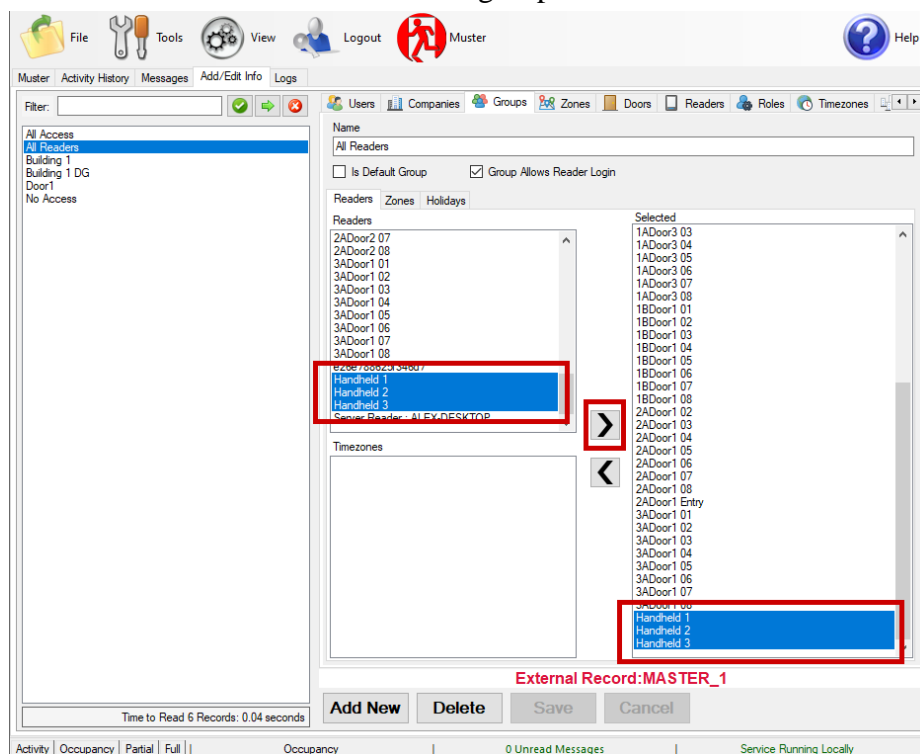 File Tools View Logout Muster Help
Muster Activity History Messages Add/Edit Info Logs
Filter:
All Access
All Readers
Building 1
Building 1 DG
Door1
No Access
Time to Read 6 Records: 0.04 seconds
Users Companies Groups Zones Doors Readers Roles Timezones
Name
All Readers
Is Default Group Group Allows Reader Login
Readers Zones Holidays
Readers
2ADoor2 07
2ADoor2 08
3ADoor1 01
3ADoor1 02
3ADoor1 03
3ADoor1 04
3ADoor1 05
3ADoor1 06
3ADoor1 07
3ADoor1 08
Handheld 1
Handheld 2
Handheld 3
Server Reader : ALEX-DESKTOP
Timezones
Selected
1ADoor3 03
1ADoor3 04
1ADoor3 05
1ADoor3 06
1ADoor3 07
1ADoor3 08
1BDoor1 01
1BDoor1 02
1BDoor1 03
1BDoor1 04
1BDoor1 05
1BDoor1 06
1BDoor1 07
1BDoor1 08
2ADoor1 02
2ADoor1 03
2ADoor1 04
2ADoor1 05
2ADoor1 06
2ADoor1 07
2ADoor1 08
2ADoor1 Entry
3ADoor1 01
3ADoor1 02
3ADoor1 03
3ADoor1 04
3ADoor1 05
3ADoor1 06
3ADoor1 07
3ADoor1 08
Handheld 1
Handheld 2
Handheld 3
External Record:MASTER_1
Add New Delete Save Cancel
Activity Occupancy Partial Full Occupancy 0 Unread Messages Service Running Locally